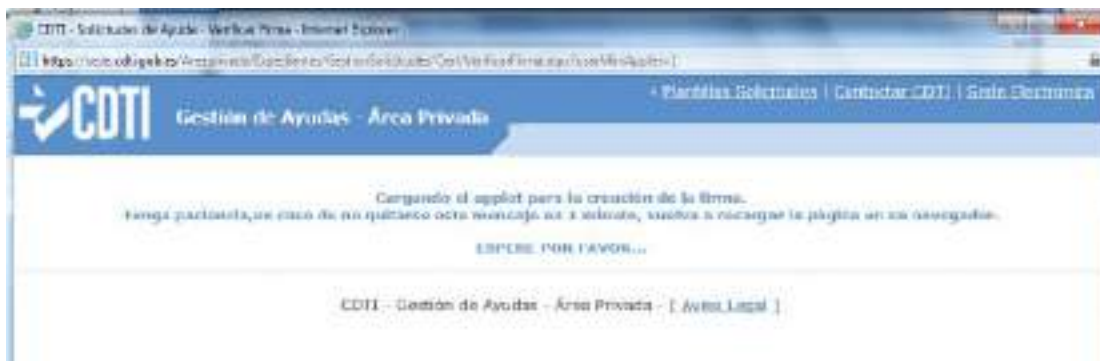 CDTI - Solicitudes de Ayuda - Verificar Firma - Internet Explorer
CDTI
Gestión de Ayudas - Área Privada
Plantillas Solicitudes | Contactar CDTI | Sede Electrónica
Cargando el applet para la creación de la firma.
Tenga paciencia, en caso de no quitarse este mensaje en 1 minuto, vuelva a recargar la página en su navegador.
ESPERE POR FAVOR...
CDTI - Gestión de Ayudas - Área Privada - [ Aviso Legal ]